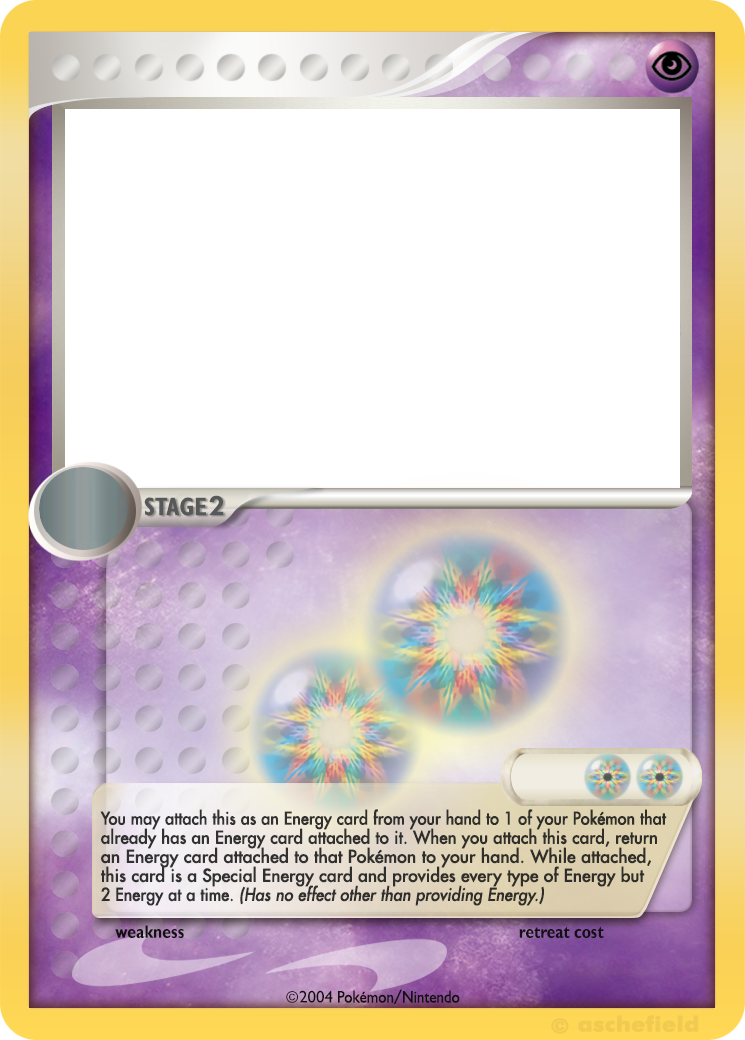 STAGE2
You may attach this as an Energy card from your hand to 1 of your Pokémon that
already has an Energy card attached to it. When you attach this card, return
an Energy card attached to that Pokémon to your hand. While attached,
this card is a Special Energy card and provides every type of Energy but
2 Energy at a time. (Has no effect other than providing Energy.)
weakness retreat cost
©2004 Pokémon/Nintendo
© aschefield